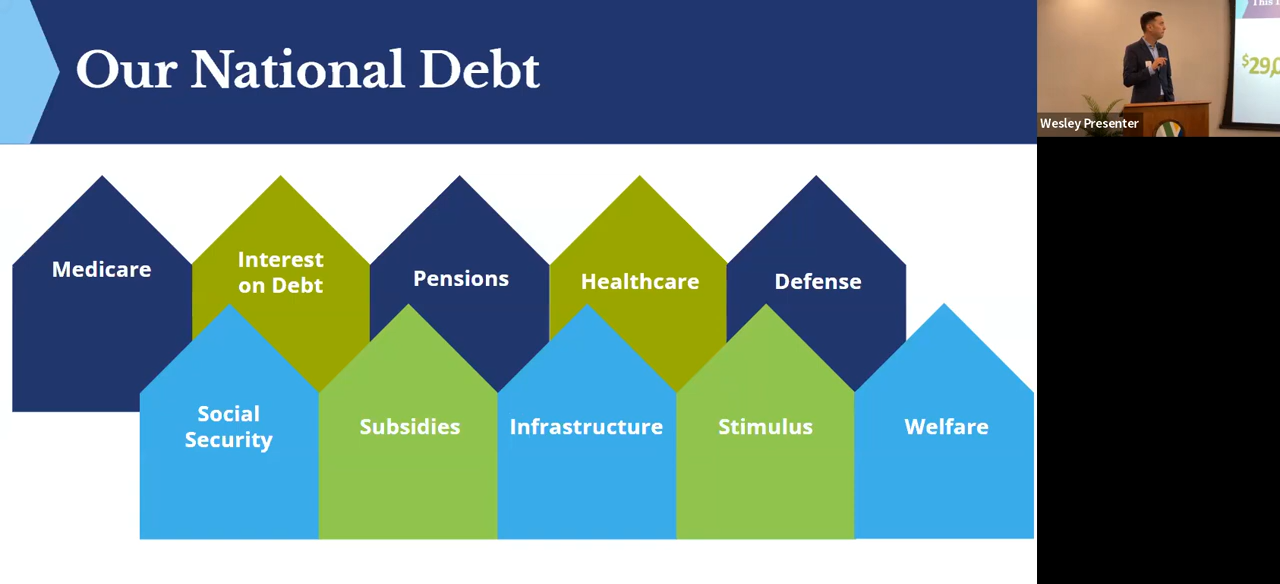 Our National Debt
Medicare
Interest
on Debt
Pensions
Healthcare
Defense
Social
Security
Subsidies
Infrastructure
Stimulus
Welfare
Wesley Presenter